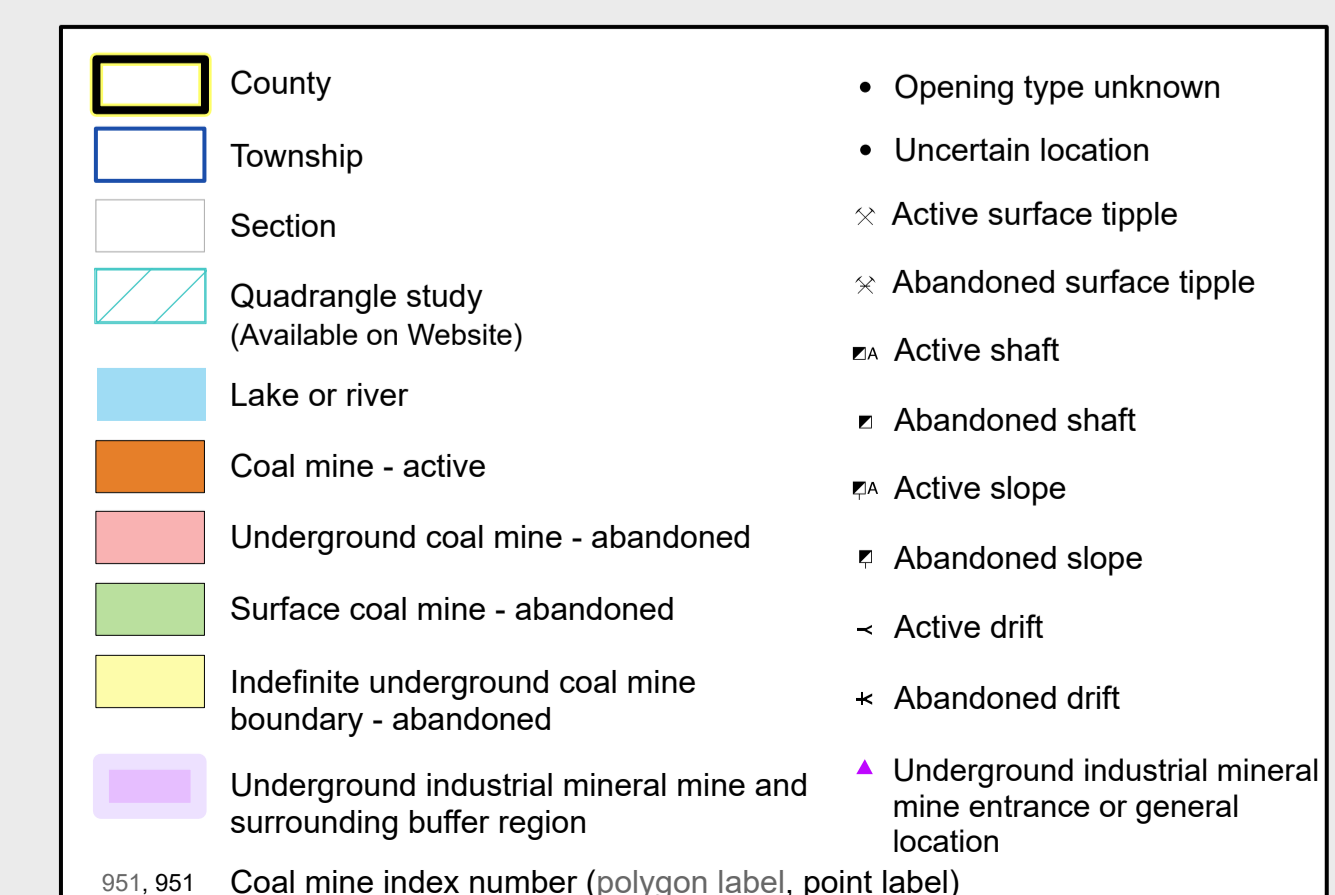 County
Township
Section
Quadrangle study
(Available on Website)
Lake or river
Coal mine - active
Underground coal mine - abandoned
Surface coal mine - abandoned
Indefinite underground coal mine
boundary - abandoned
Underground industrial mineral mine and
surrounding buffer region
951, 951 Coal mine index number (polygon label, point label)
Opening type unknown
Uncertain location
Active surface tipple
Abandoned surface tipple
A Active shaft
Abandoned shaft
A Active slope
Abandoned slope
Active drift
Abandoned drift
Underground industrial mineral
mine entrance or general
location